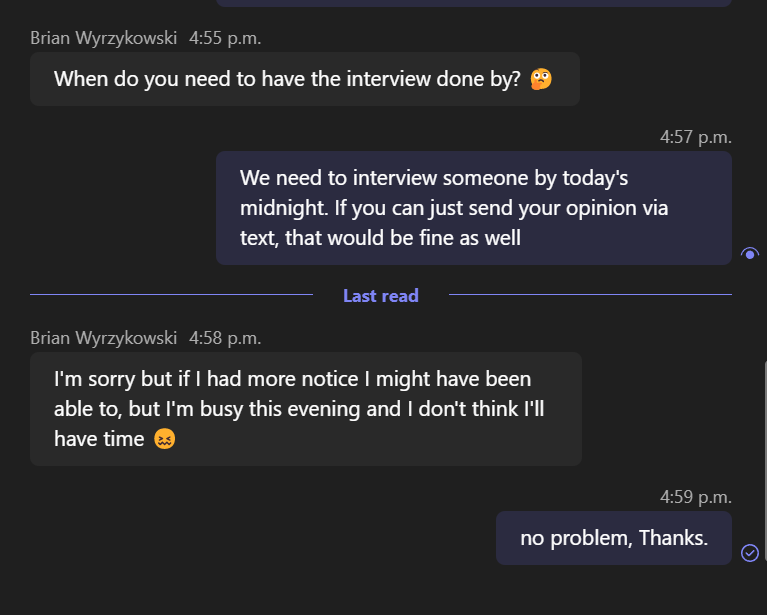 Brian Wyrzykowski 4:55 p.m.
When do you need to have the interview done by? 🤔
4:57 p.m.
We need to interview someone by today's
midnight. If you can just send your opinion via
text, that would be fine as well
Last read
Brian Wyrzykowski 4:58 p.m.
I'm sorry but if I had more notice I might have been
able to, but I'm busy this evening and I don't think I'll
have time 😖
4:59 p.m.
no problem, Thanks.